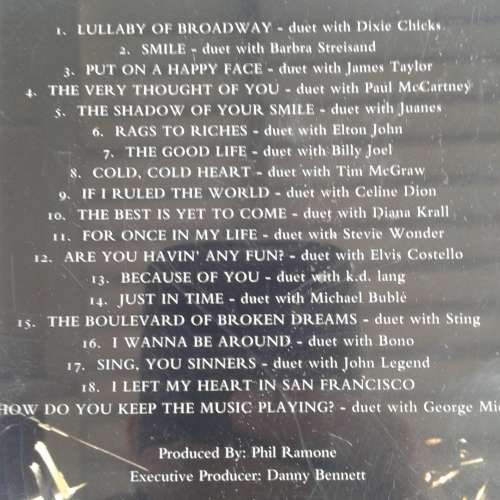 1. LULLABY OF BROADWAY - duet with Dixie Chicks
2. SMILE - duet with Barbra Streisand
3. PUT ON A HAPPY FACE - duet with James Taylor
4. THE VERY THOUGHT OF YOU - duet with Paul McCartney
5. THE SHADOW OF YOUR SMILE - duet with Juanes
6. RAGS TO RICHES - duet with Elton John
7. THE GOOD LIFE - duet with Billy Joel
8. COLD, COLD HEART - duet with Tim McGraw
9. IF I RULED THE WORLD - duet with Celine Dion
10. THE BEST IS YET TO COME - duet with Diana Krall
11. FOR ONCE IN MY LIFE - duet with Stevie Wonder
12. ARE YOU HAVIN' ANY FUN? - duet with Elvis Costello
13. BECAUSE OF YOU - duet with k.d. lang
14. JUST IN TIME - duet with Michael Bublé
15. THE BOULEVARD OF BROKEN DREAMS - duet with Sting
16. I WANNA BE AROUND - duet with Bono
17. SING, YOU SINNERS - duet with John Legend
18. I LEFT MY HEART IN SAN FRANCISCO
HOW DO YOU KEEP THE MUSIC PLAYING? - duet with George
Produced By: Phil Ramone
Executive Producer: Danny Bennett